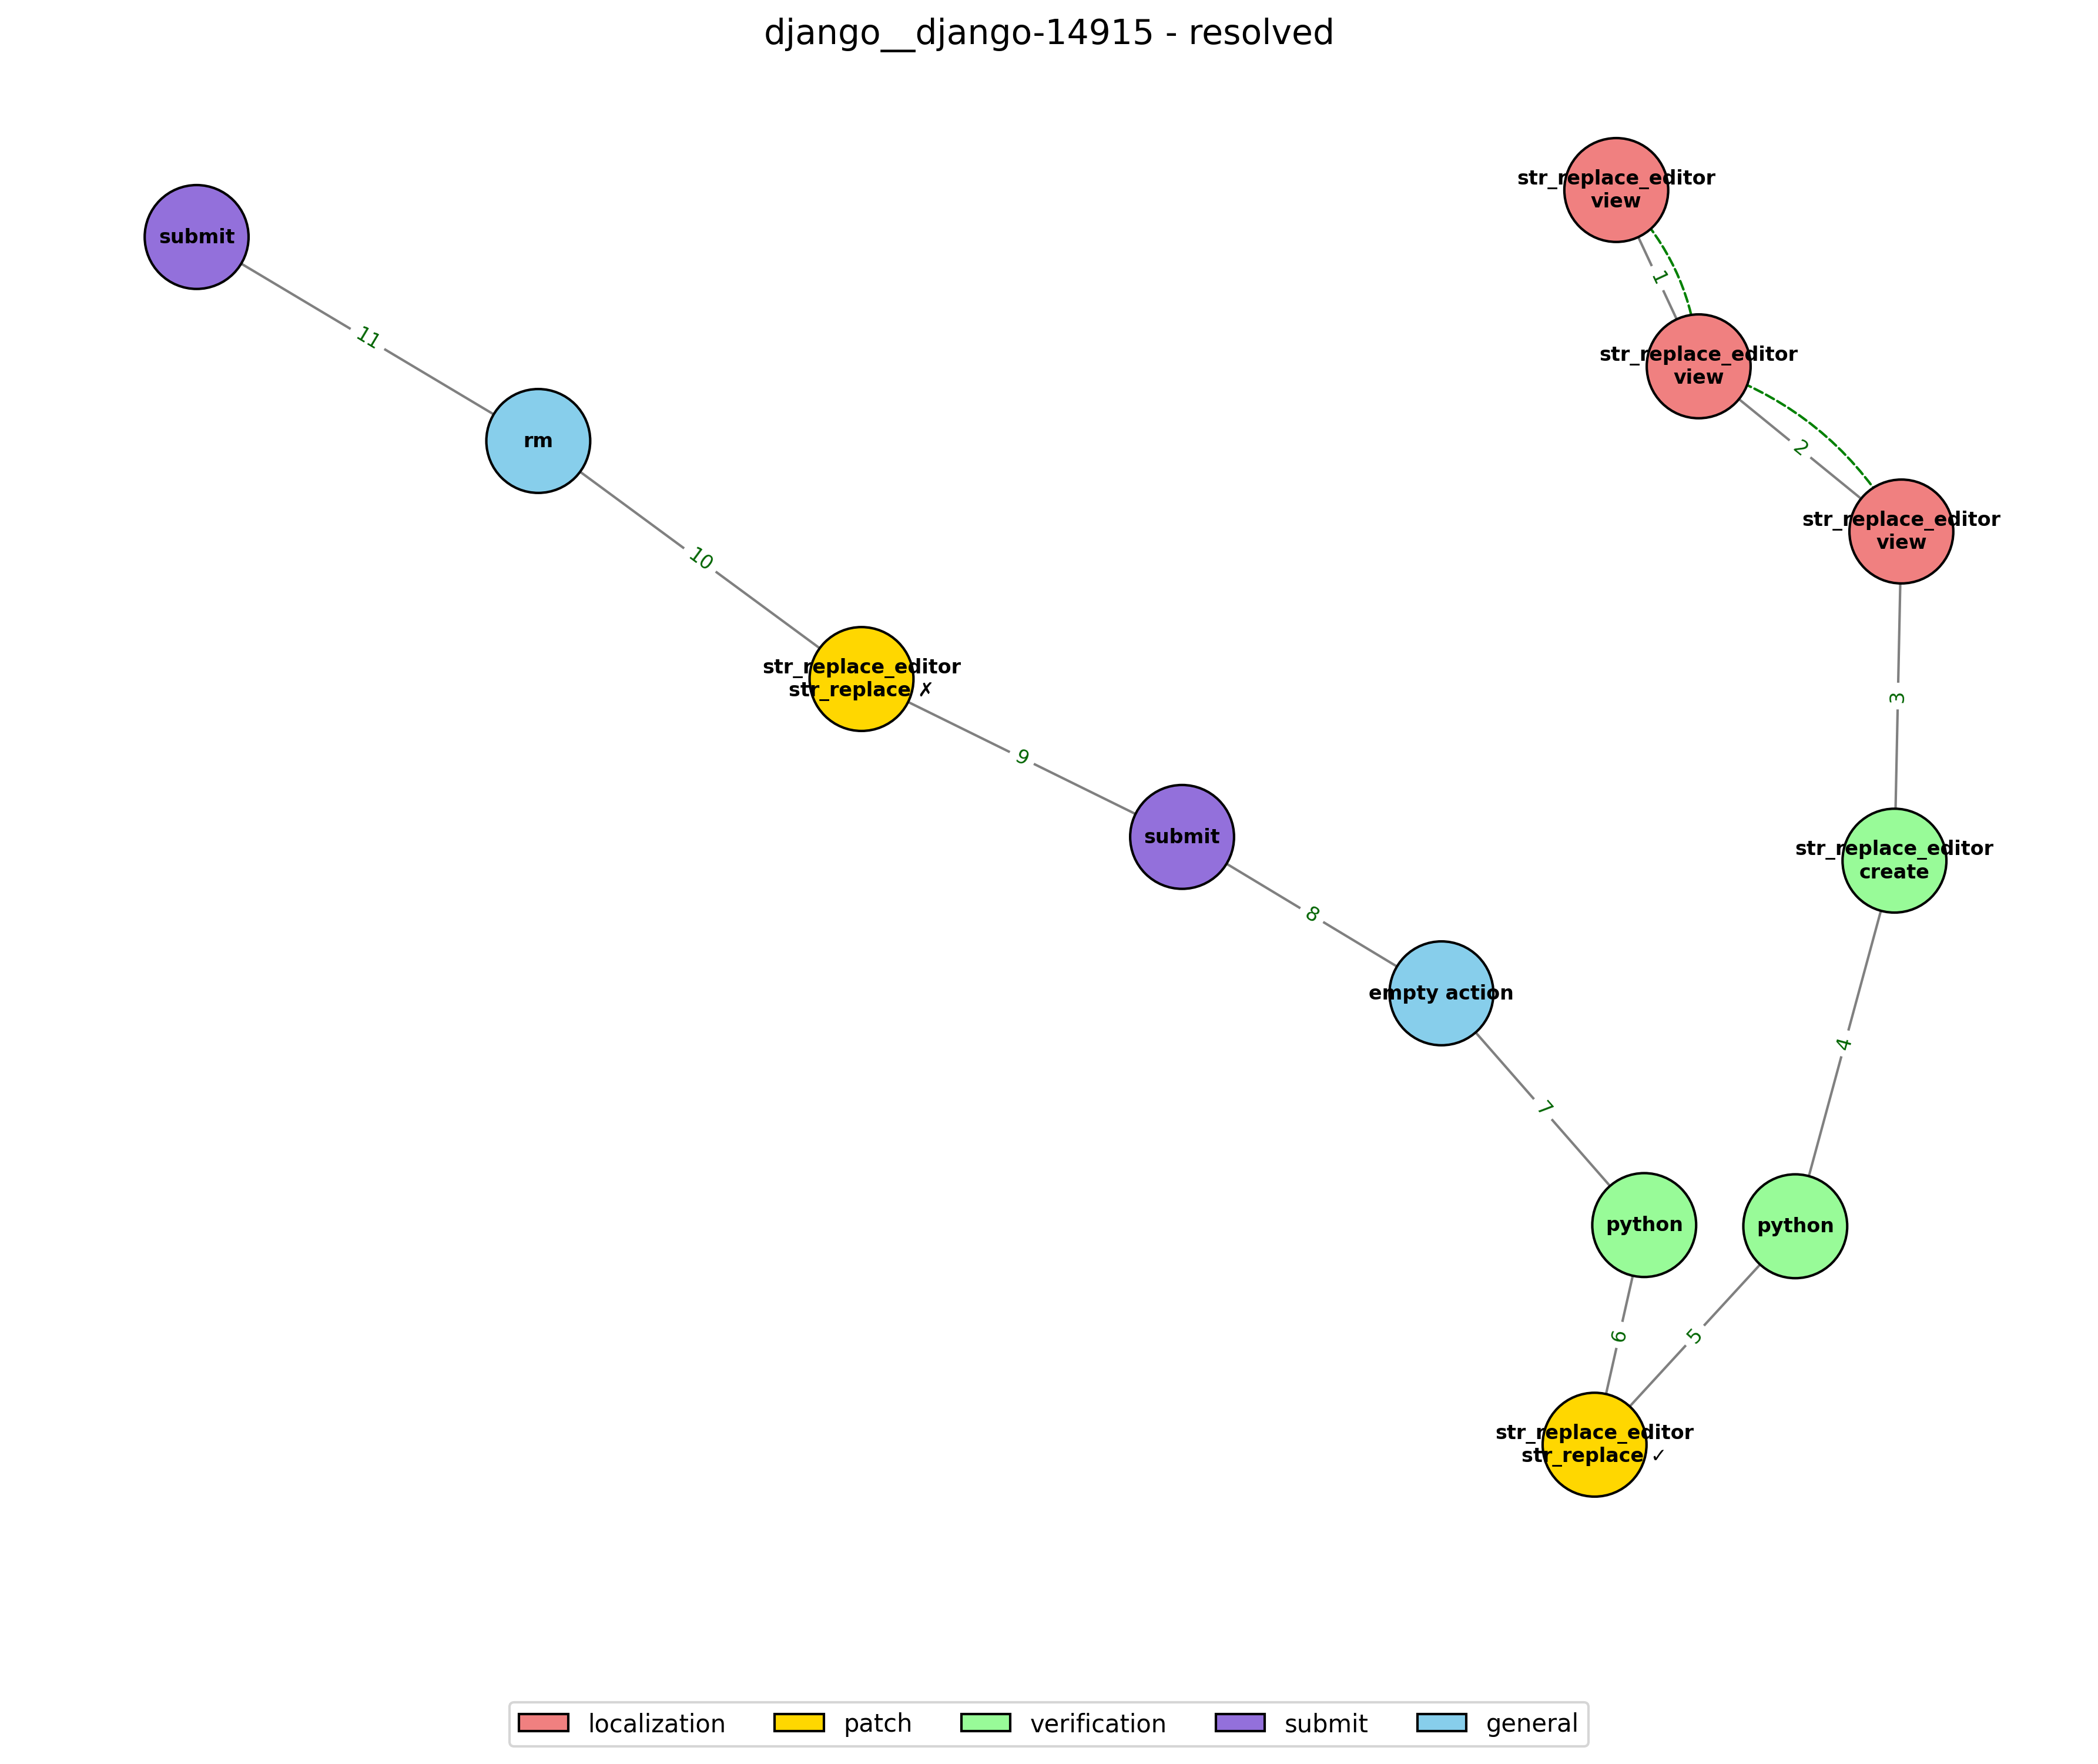 django__django-14915 - resolved
str_replace_editor
view
1
str_replace_editor
view
2
str_replace_editor
view
3
str_replace_editor
create
4
python
5
str_replace_editor
str_replace ✓
6
python
7
empty action
8
submit
9
str_replace_editor
str_replace ✗
10
rm
11
submit
localization
patch
verification
submit
general